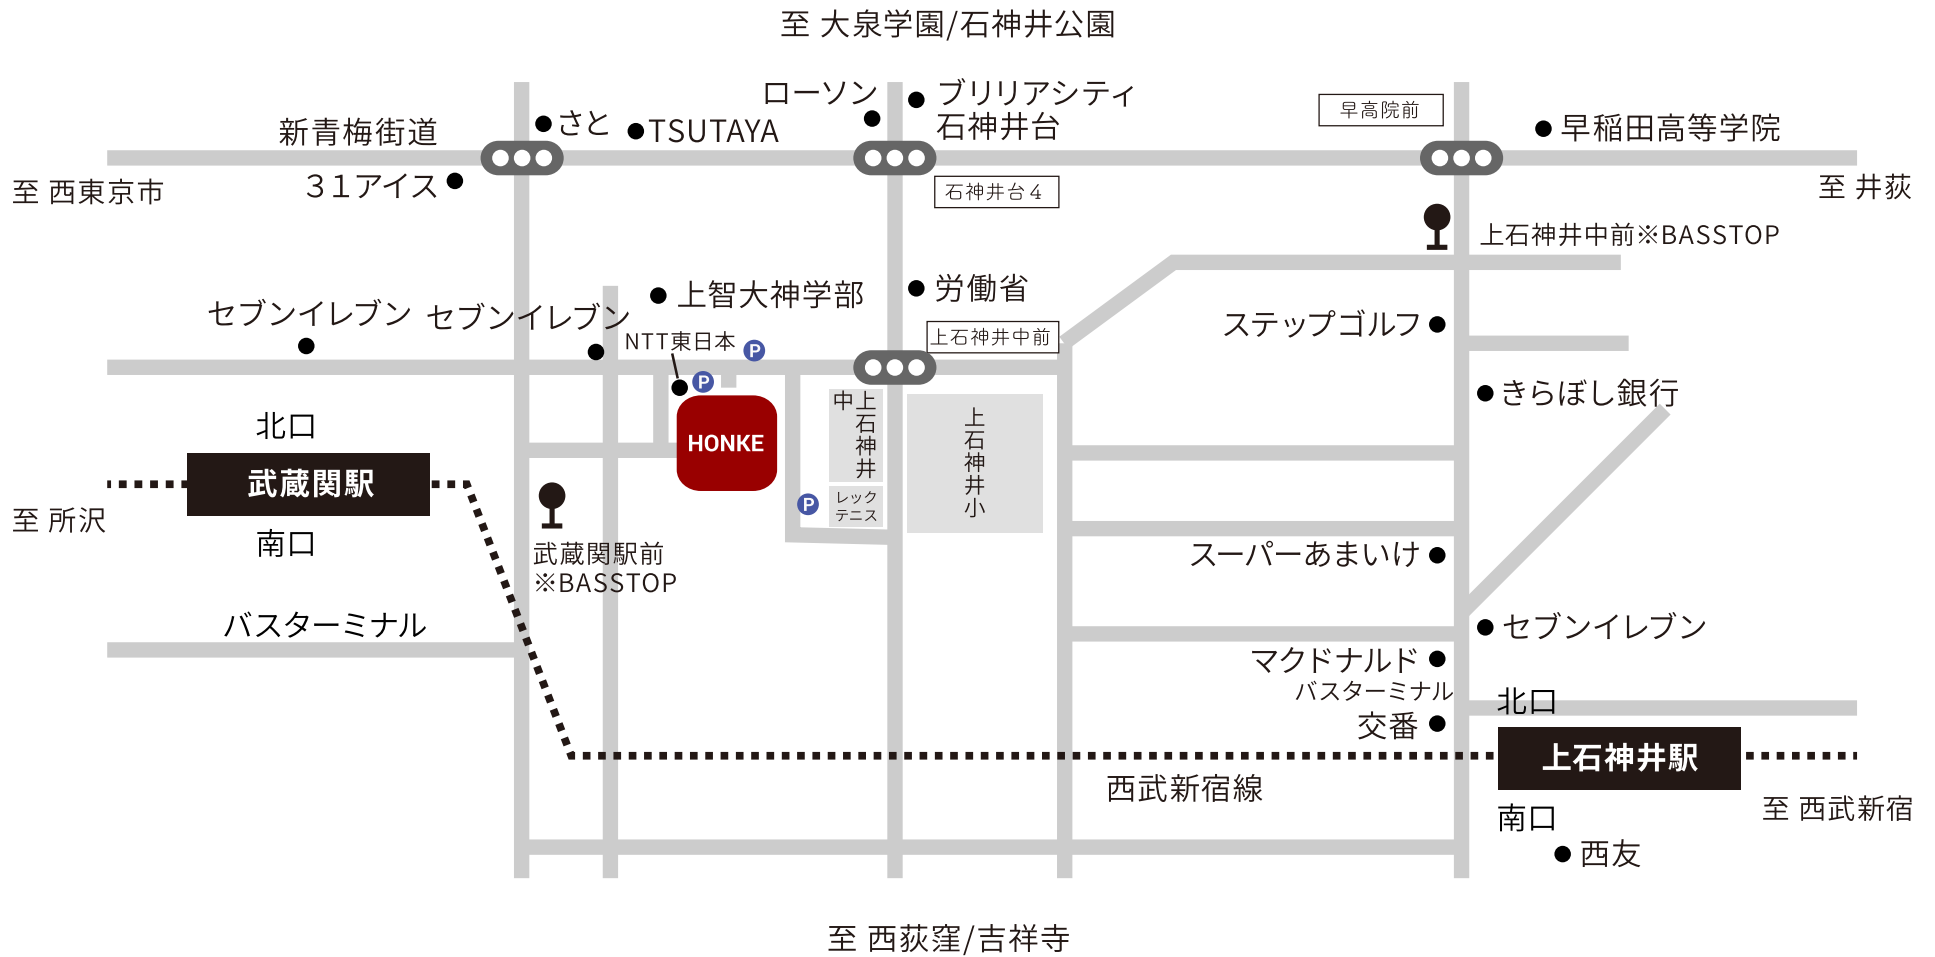 至 大泉学園/石神井公園
ローソン
ブリリアシティ
石神井台
さと
TSUTAYA
早高院前
早稲田高等学院
新青梅街道
31アイス
至 西東京市
石神井台4
至 井荻
上石神井中前※BASSTOP
上智大神学部
労働省
セブンイレブン
セブンイレブン
NTT東日本
P
上石神井中前
ステップゴルフ
P
HONKE
上石神井
中
上石神井小
きらぼし銀行
北口
武蔵関駅
南口
至 所沢
レック
テニス
P
武蔵関駅前
※BASSTOP
スーパーあまいけ
バスターミナル
セブンイレブン
マクドナルド
バスターミナル
交番
北口
上石神井駅
南口
西武新宿線
至 西武新宿
西友
至 西荻窪/吉祥寺